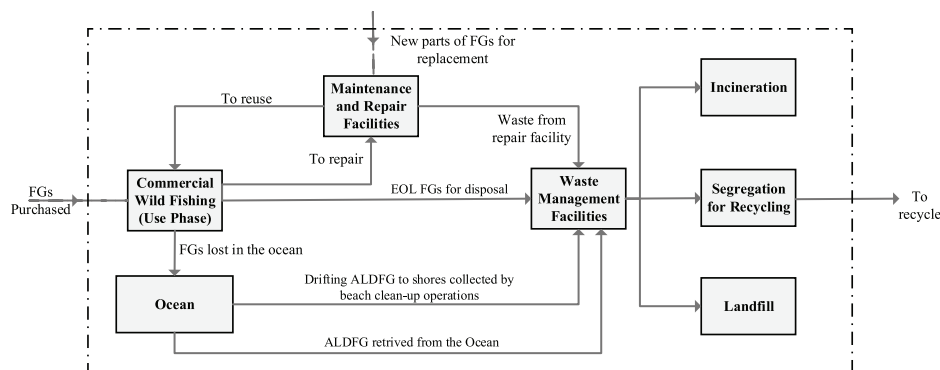 New parts of FGs for
replacement
Maintenance
and Repair
Facilities
Incineration
To reuse
Waste from
repair facility
To repair
FGs
Purchased
Commercial
Wild Fishing
(Use Phase)
EOL FGs for disposal
Waste
Management
Facilities
Segregation
for Recycling
To
recycle
FGs lost in the ocean
Ocean
Drifting ALDFG to shores collected by
beach clean-up operations
Landfill
ALDFG retrived from the Ocean